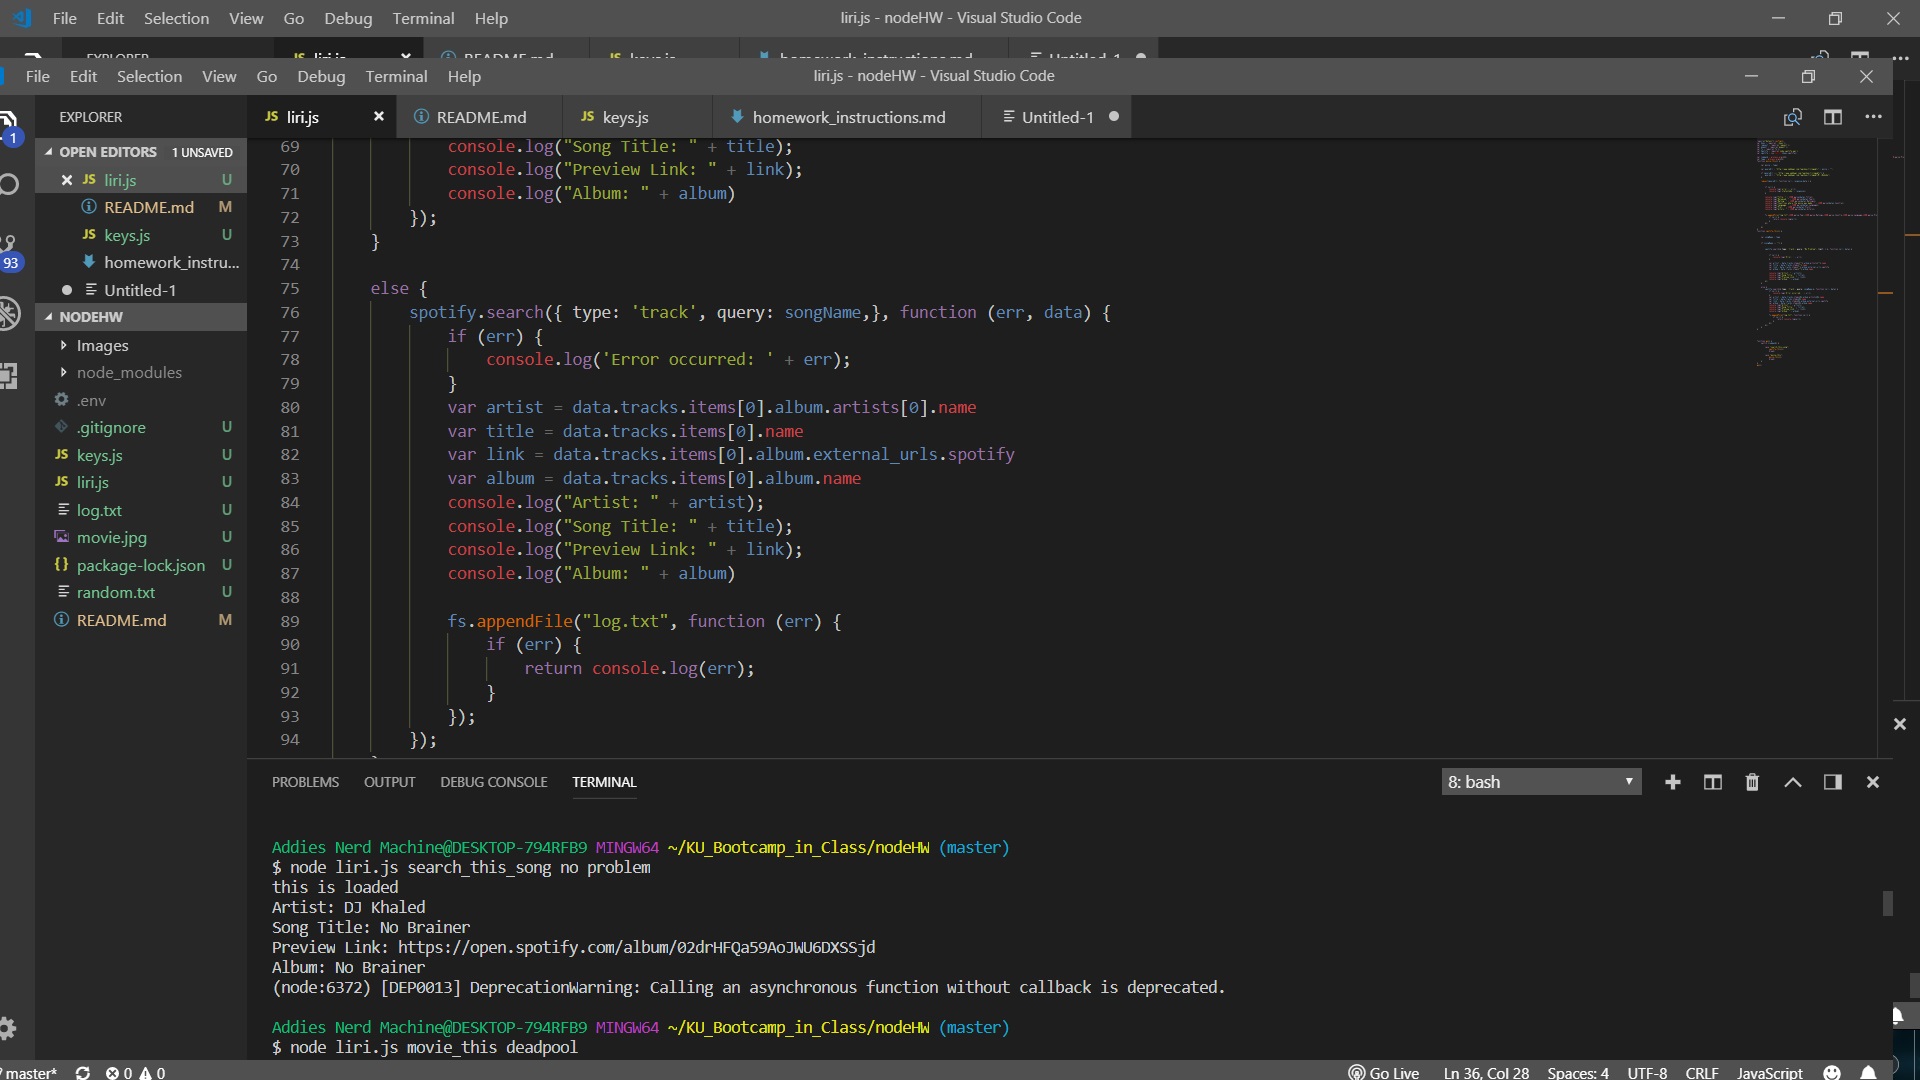 File Edit Selection View Go Debug Terminal Help liri.js - nodeHW - Visual Studio Code
File Edit Selection View Go Debug Terminal Help liri.js - nodeHW - Visual Studio Code
EXPLORER
JS liri.js README.md JS keys.js homework_instructions.md Untitled-1
OPEN EDITORS 1 UNSAVED
JS liri.js U
README.md M
JS keys.js U
homework_instru...
Untitled-1
NODEHW
Images
node_modules
.env
.gitignore U
JS keys.js U
JS liri.js U
log.txt U
movie.jpg U
{} package-lock.json U
random.txt U
README.md M
1
93
69 console.log("Song Title: " + title);
70 console.log("Preview Link: " + link);
71 console.log("Album: " + album)
72 });
73 }
74
75 else {
76 spotify.search({ type: 'track', query: songName,}, function (err, data) {
77 if (err) {
78 console.log('Error occurred: ' + err);
79 }
80 var artist = data.tracks.items[0].album.artists[0].name
81 var title = data.tracks.items[0].name
82 var link = data.tracks.items[0].album.external_urls.spotify
83 var album = data.tracks.items[0].album.name
84 console.log("Artist: " + artist);
85 console.log("Song Title: " + title);
86 console.log("Preview Link: " + link);
87 console.log("Album: " + album)
88
89 fs.appendFile("log.txt", function (err) {
90 if (err) {
91 return console.log(err);
92 }
93 });
94 });
PROBLEMS OUTPUT DEBUG CONSOLE TERMINAL 8: bash
Addies Nerd Machine@DESKTOP-794RFB9 MINGW64 ~/KU_Bootcamp_in_Class/nodeHW (master)
$ node liri.js search_this_song no problem
this is loaded
Artist: DJ Khaled
Song Title: No Brainer
Preview Link: https://open.spotify.com/album/02drHFQa59AoJWU6DXSSjd
Album: No Brainer
(node:6372) [DEP0013] DeprecationWarning: Calling an asynchronous function without callback is deprecated.
Addies Nerd Machine@DESKTOP-794RFB9 MINGW64 ~/KU_Bootcamp_in_Class/nodeHW (master)
$ node liri.js movie_this deadpool
master* 0 0 Go Live Ln 36, Col 28 Spaces: 4 UTF-8 CRLF JavaScript